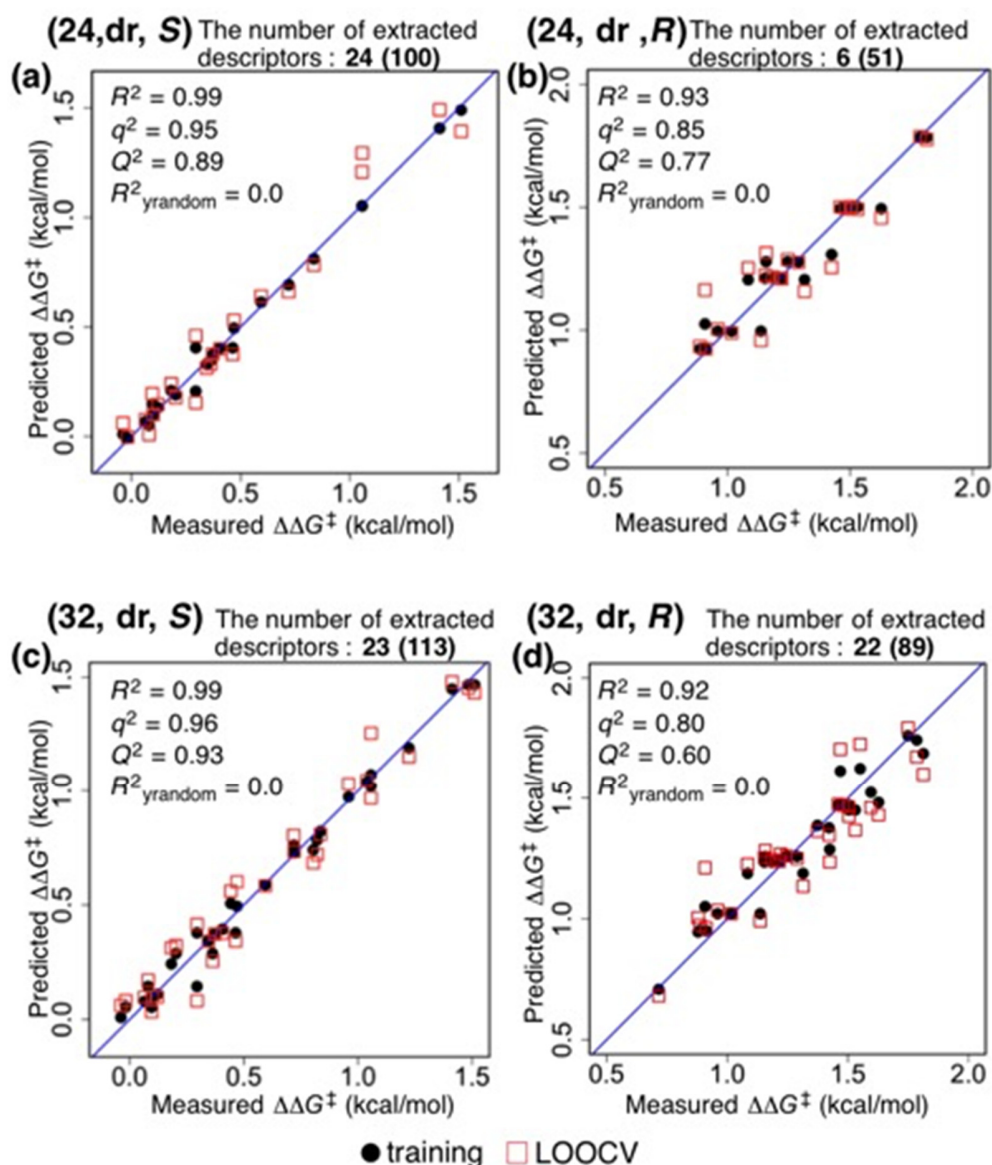 (24,dr, S) The number of extracted
descriptors : 24 (100)
(a)
R² = 0.99
q² = 0.95
Q² = 0.89
R²yrandom = 0.0
Predicted ΔΔG‡ (kcal/mol)
1.5
1.0
0.5
0.0
0.0 0.5 1.0 1.5
Measured ΔΔG‡ (kcal/mol)
(24, dr ,R) The number of extracted
descriptors : 6 (51)
(b)
R² = 0.93
q² = 0.85
Q² = 0.77
R²yrandom = 0.0
Predicted ΔΔG‡ (kcal/mol)
2.0
1.5
1.0
0.5
0.5 1.0 1.5 2.0
Measured ΔΔG‡ (kcal/mol)
(32, dr, S) The number of extracted
descriptors : 23 (113)
(c)
R² = 0.99
q² = 0.96
Q² = 0.93
R²yrandom = 0.0
Predicted ΔΔG‡ (kcal/mol)
1.5
1.0
0.5
0.0
0.0 0.5 1.0 1.5
Measured ΔΔG‡ (kcal/mol)
(32, dr, R) The number of extracted
descriptors : 22 (89)
(d)
R² = 0.92
q² = 0.80
Q² = 0.60
R²yrandom = 0.0
Predicted ΔΔG‡ (kcal/mol)
2.0
1.5
1.0
0.5
0.5 1.0 1.5 2.0
Measured ΔΔG‡ (kcal/mol)
training LOOCV